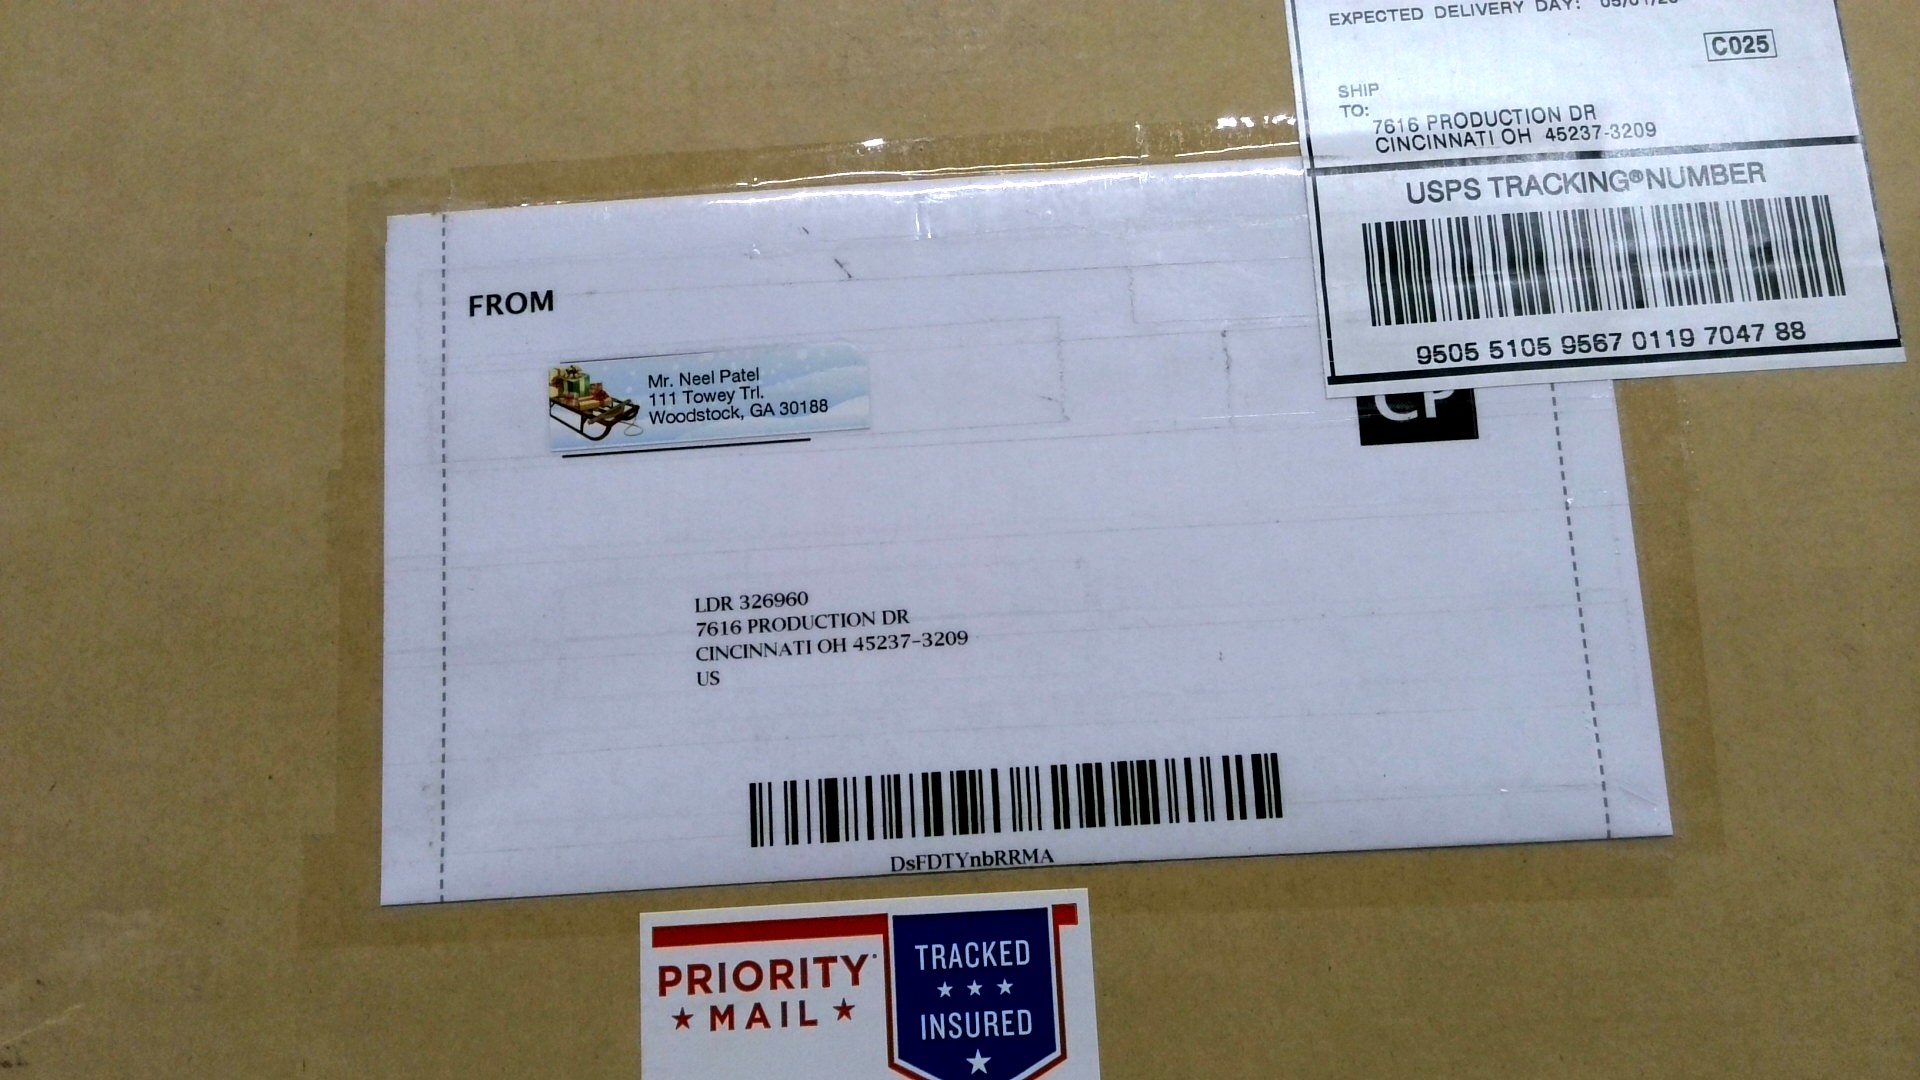 EXPECTED DELIVERY DAY:
C025
SHIP
TO:
7616 PRODUCTION DR
CINCINNATI OH 45237-3209
USPS TRACKING® NUMBER
9505 5105 9567 0119 7047 88
FROM
Mr. Neel Patel
111 Towey Trl.
Woodstock, GA 30188
CP
LDR 326960
7616 PRODUCTION DR
CINCINNATI OH 45237-3209
US
DsFDTYnbRRMA
PRIORITY
★ MAIL ★
TRACKED
★ ★ ★
INSURED
★